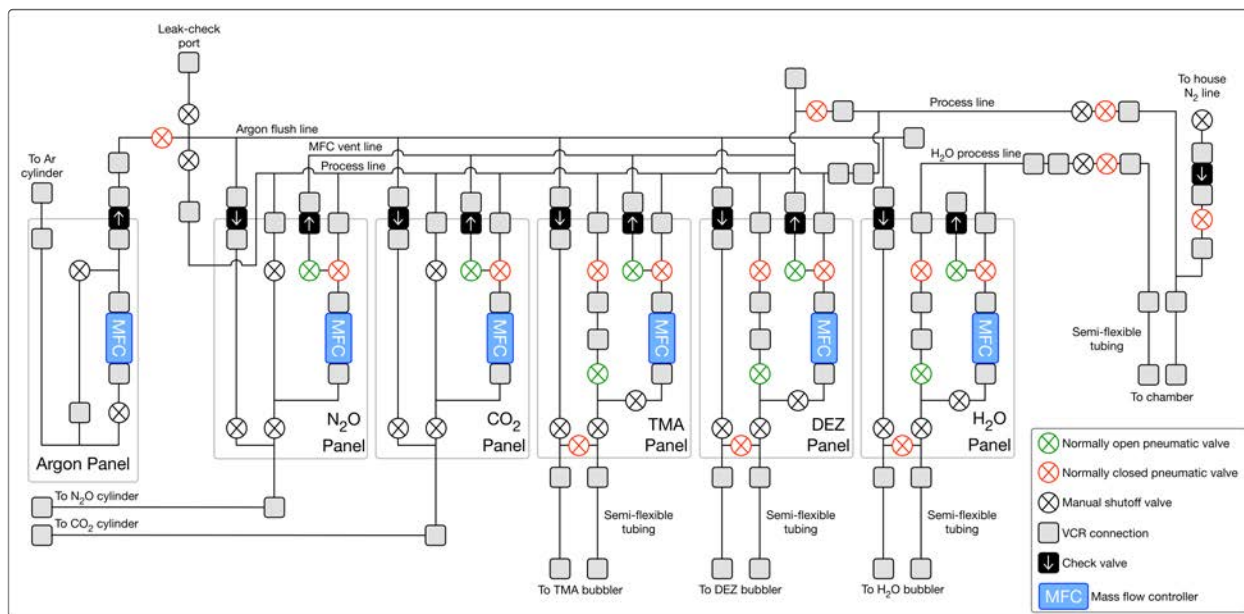 Leak-check
port
To house
N₂ line
Process line
Argon flush line
MFC vent line
Process line
H₂O process line
To Ar
cylinder
MFC
MFC
MFC
MFC
MFC
MFC
Semi-flexible
tubing
To chamber
Argon Panel
N₂O
Panel
CO₂
Panel
TMA
Panel
DEZ
Panel
H₂O
Panel
To N₂O cylinder
To CO₂ cylinder
Semi-flexible
tubing
Semi-flexible
tubing
Semi-flexible
tubing
To TMA bubbler
To DEZ bubbler
To H₂O bubbler
Normally open pneumatic valve
Normally closed pneumatic valve
Manual shutoff valve
VCR connection
Check valve
MFC Mass flow controller